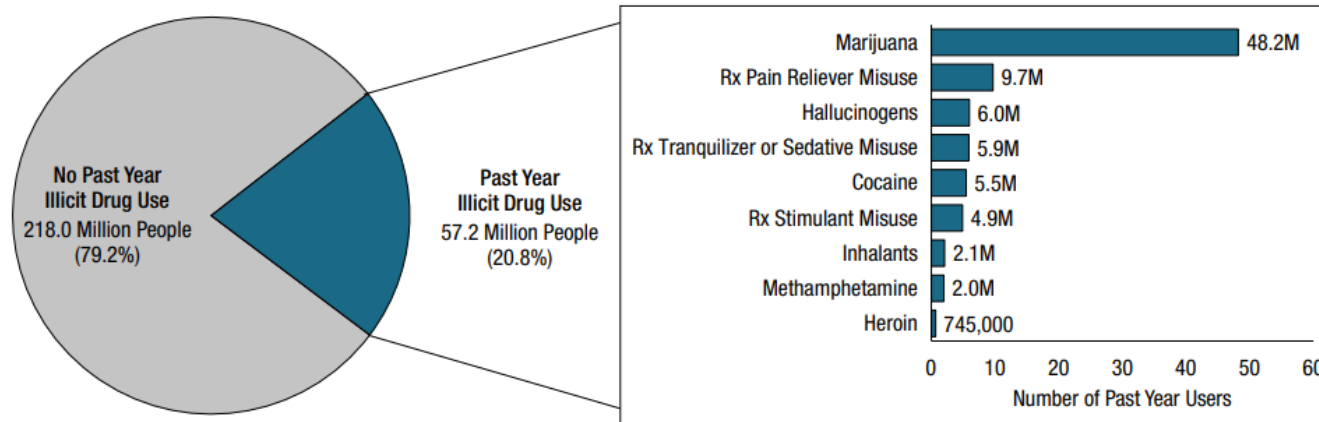 No Past Year
Illicit Drug Use
218.0 Million People
(79.2%)
Past Year
Illicit Drug Use
57.2 Million People
(20.8%)
Marijuana 48.2M
Rx Pain Reliever Misuse 9.7M
Hallucinogens 6.0M
Rx Tranquilizer or Sedative Misuse 5.9M
Cocaine 5.5M
Rx Stimulant Misuse 4.9M
Inhalants 2.1M
Methamphetamine 2.0M
Heroin 745,000
0 10 20 30 40 50 60
Number of Past Year Users